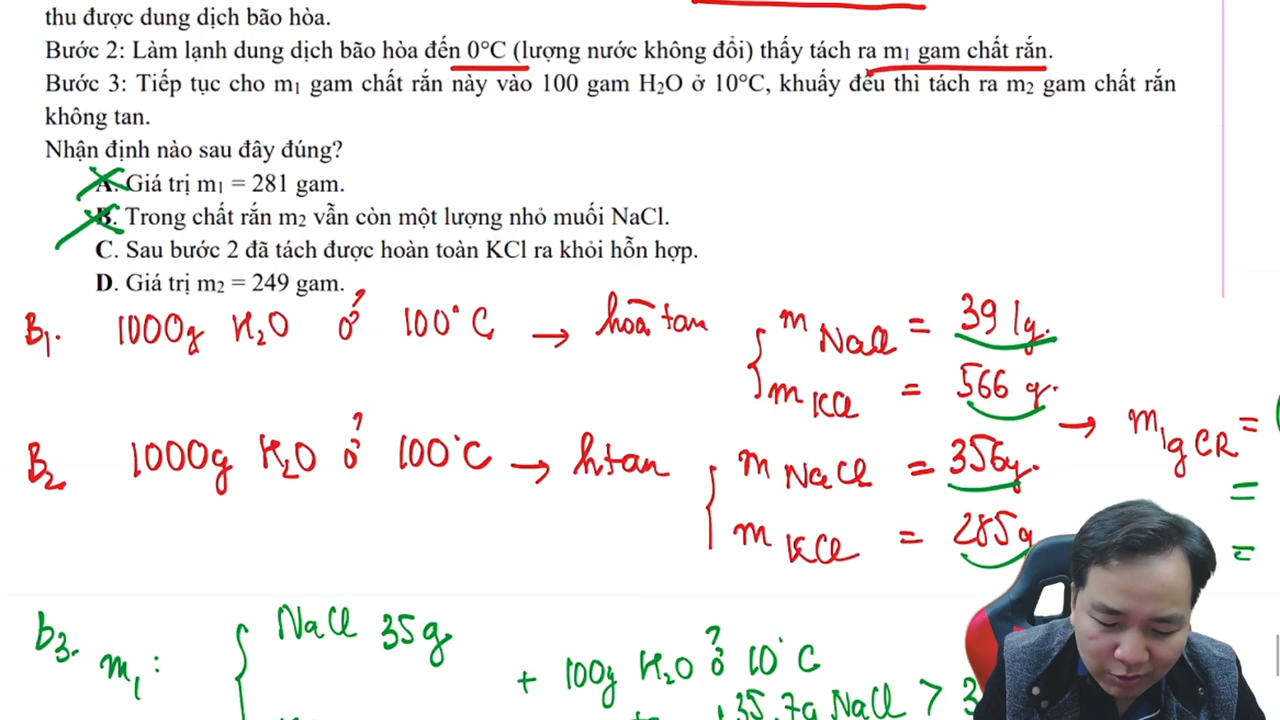 thu được dung dịch bão hòa.
Bước 2: Làm lạnh dung dịch bão hòa đến 0°C (lượng nước không đổi) thấy tách ra m₁ gam chất rắn.
Bước 3: Tiếp tục cho m₁ gam chất rắn này vào 100 gam H₂O ở 10°C, khuấy đều thì tách ra m₂ gam chất rắn
không tan.
Nhận định nào sau đây đúng?
A. Giá trị m₁ = 281 gam.
B. Trong chất rắn m₂ vẫn còn một lượng nhỏ muối NaCl.
C. Sau bước 2 đã tách được hoàn toàn KCl ra khỏi hỗn hợp.
D. Giá trị m₂ = 249 gam.
B₁. 1000g H₂O ở 100°C → hoà tan { m NaCl = 391g.
m KCl = 566 g.
→ m₁g CR =
B₂ 1000g H₂O ở 100°C → h tan { m NaCl = 356g.
m KCl = 285g
=
=
b₃. m₁ : { NaCl 35g
+ 100g H₂O ở 10°C
35,7g NaCl > 3